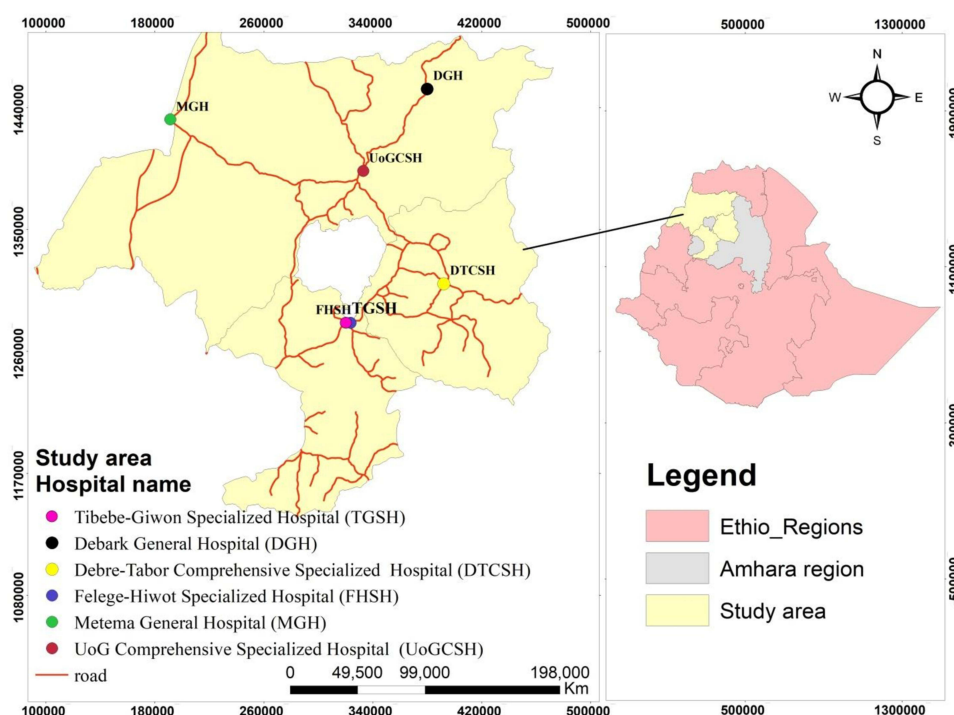 100000 180000 260000 340000 420000 500000
500000 1300000
1440000
1350000
1260000
1170000
1080000
DGH
MGH
UoGCSH
DTCSH
FHSH TGSH
N
W E
S
1900000
500000
Study area
Hospital name
Tibebe-Giwon Specialized Hospital (TGSH)
Debark General Hospital (DGH)
Debre-Tabor Comprehensive Specialized Hospital (DTCSH)
Felege-Hiwot Specialized Hospital (FHSH)
Metema General Hospital (MGH)
UoG Comprehensive Specialized Hospital (UoGCSH)
road
0 49,500 99,000 198,000
Km
Legend
Ethio_Regions
Amhara region
Study area
100000 180000 260000 340000 420000 500000
500000 1300000